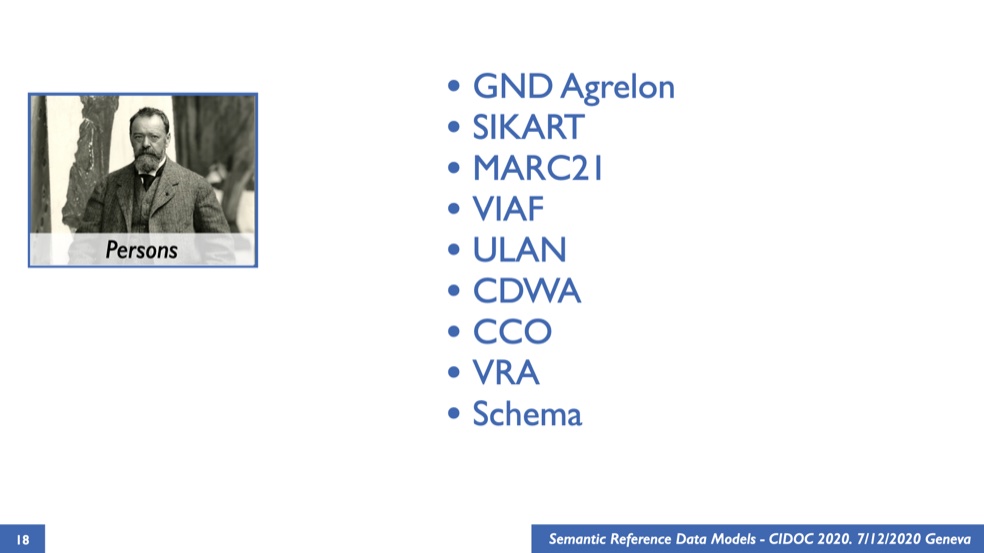 Persons
• GND Agrelon
• SIKART
• MARC21
• VIAF
• ULAN
• CDWA
• CCO
• VRA
• Schema
18
Semantic Reference Data Models - CIDOC 2020. 7/12/2020 Geneva